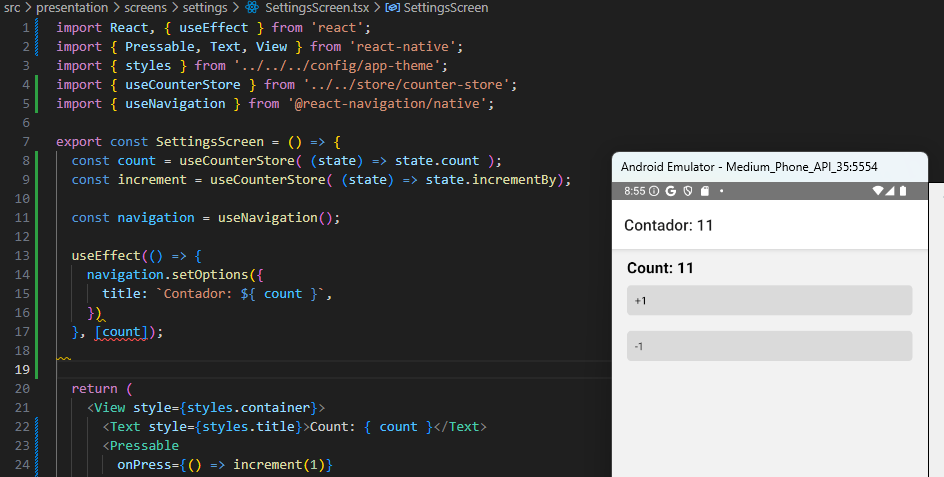 src > presentation > screens > settings > SettingsScreen.tsx > SettingsScreen
1 import React, { useEffect } from 'react';
2 import { Pressable, Text, View } from 'react-native';
3 import { styles } from '../../../config/app-theme';
4 import { useCounterStore } from '../../store/counter-store';
5 import { useNavigation } from '@react-navigation/native';
6
7 export const SettingsScreen = () => {
8 const count = useCounterStore( (state) => state.count );
9 const increment = useCounterStore( (state) => state.incrementBy);
10
11 const navigation = useNavigation();
12
13 useEffect(() => {
14 navigation.setOptions({
15 title: `Contador: ${ count }`,
16 })
17 }, [count]);
18
19
20 return (
21 <View style={styles.container}>
22 <Text style={styles.title}>Count: { count }</Text>
23 <Pressable
24 onPress={() => increment(1)}
Android Emulator - Medium_Phone_API_35:5554
8:55
Contador: 11
Count: 11
+1
-1